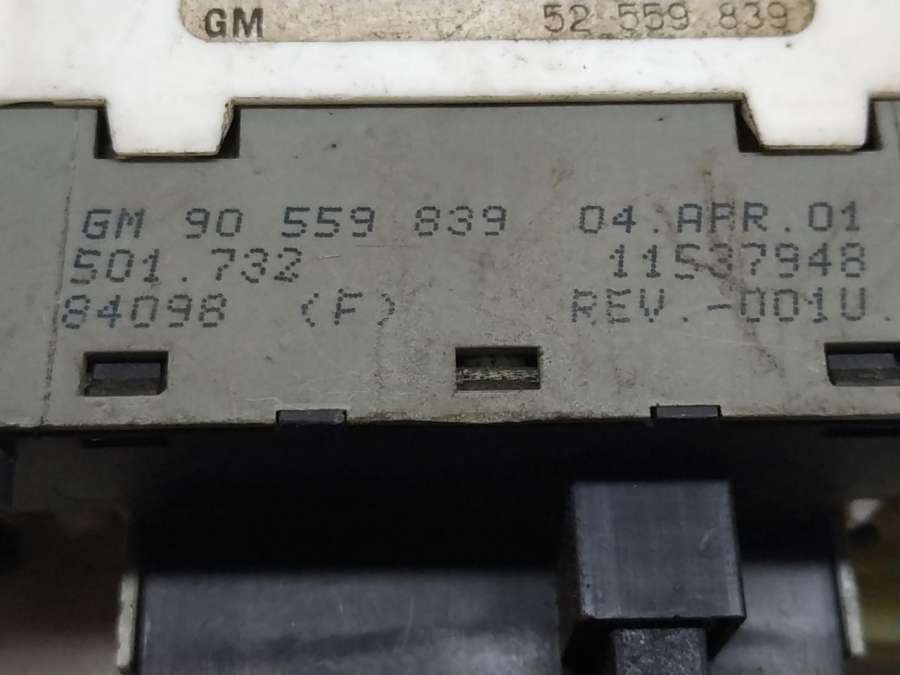 GM 52 559 839
GM 90 559 839 04.APR.01
501.732 11537948
84098 (F) REV.-001U.